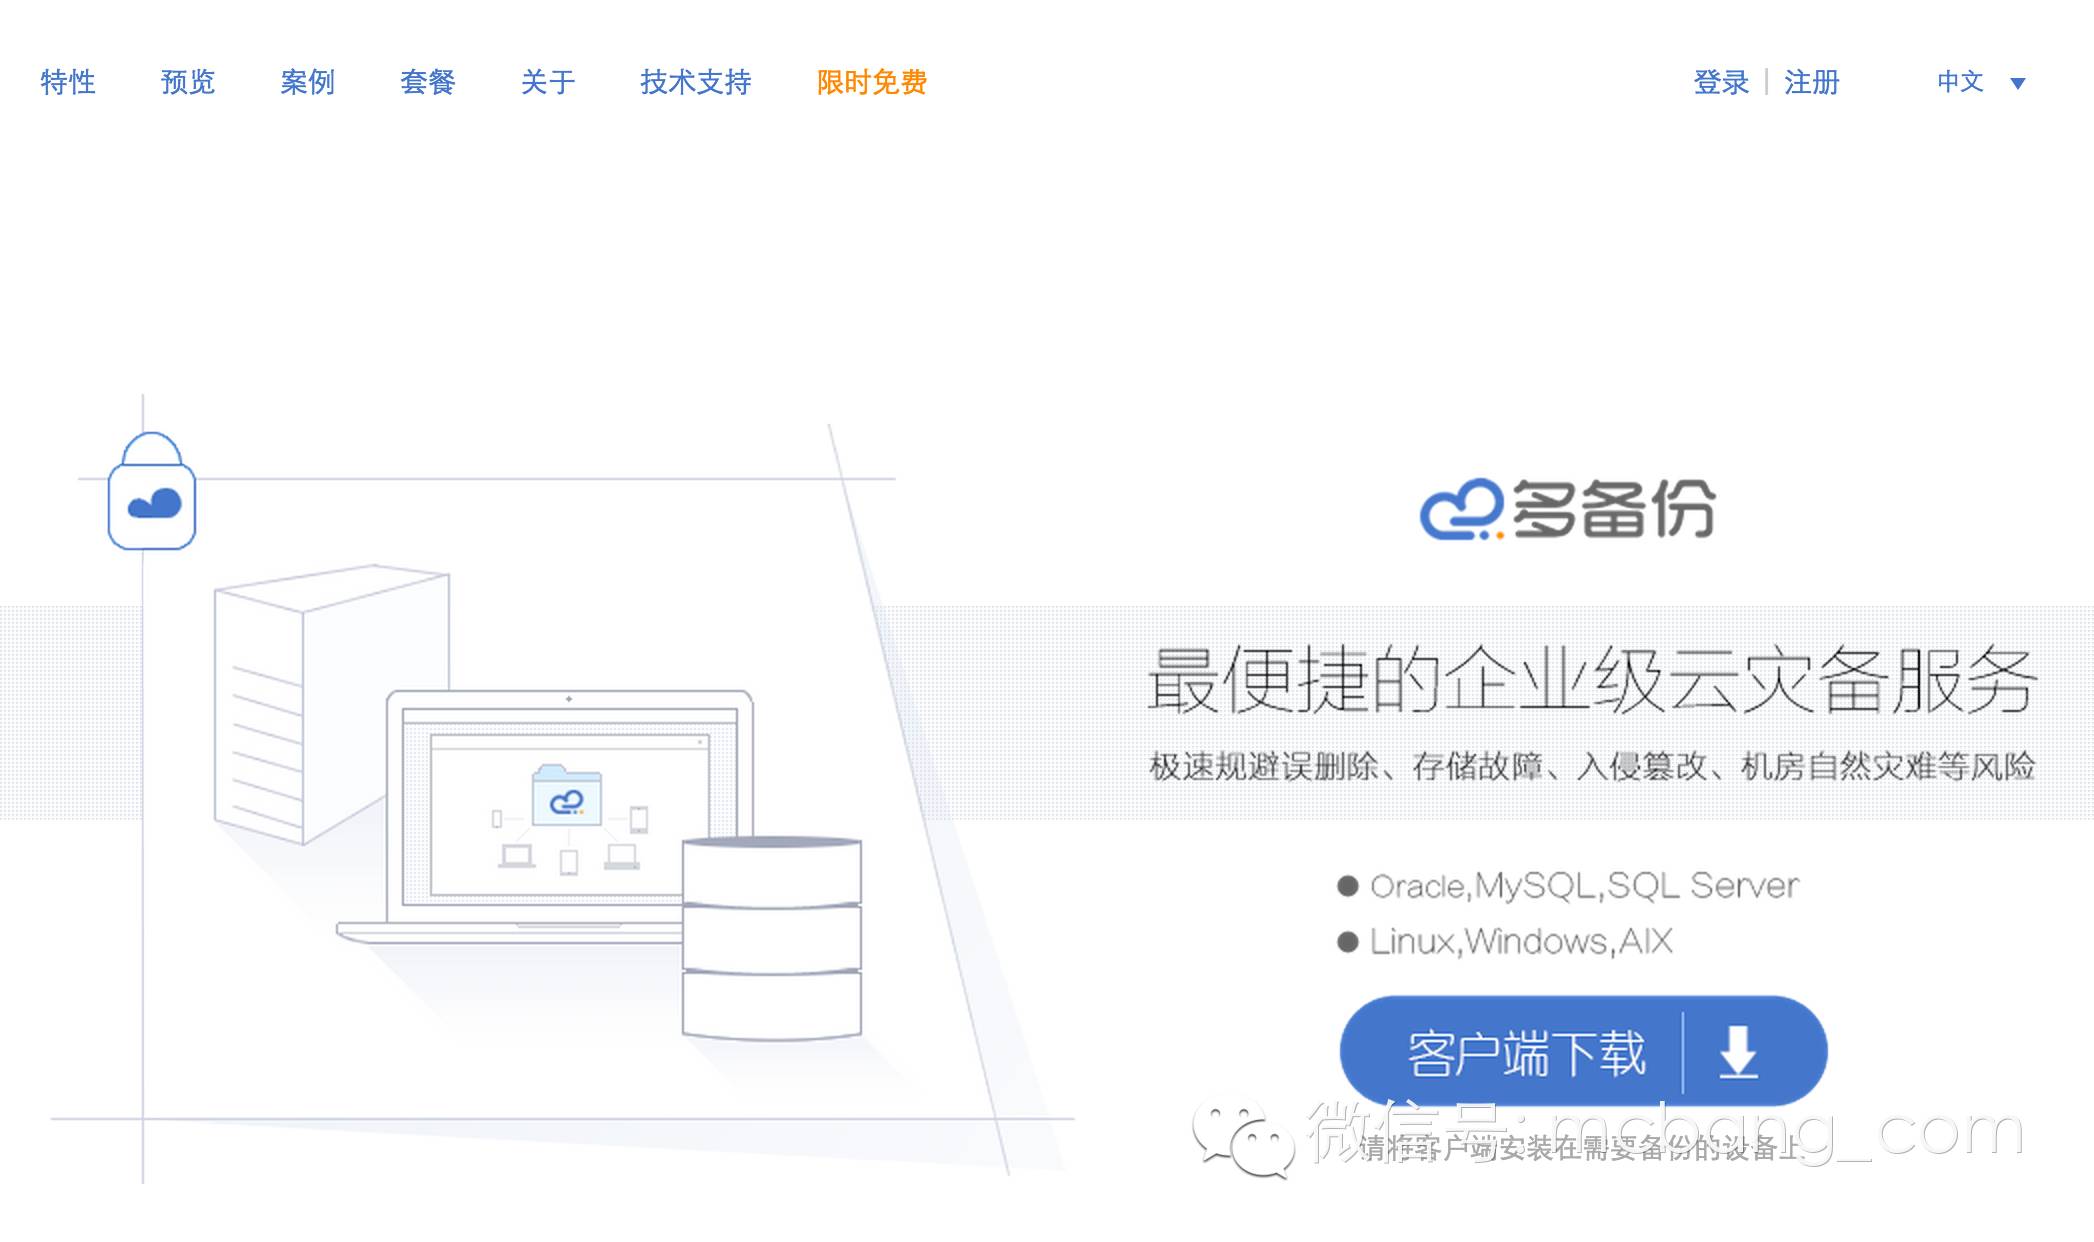 特性 预览 案例 套餐 关于 技术支持 限时免费 登录 | 注册 中文
多备份
最便捷的企业级云灾备服务
极速规避误删除、存储故障、入侵篡改、机房自然灾难等风险
● Oracle,MySQL,SQL Server
● Linux,Windows,AIX
客户端下载
微信号: mcbang_com
请将客户端安装在需要备份的设备上